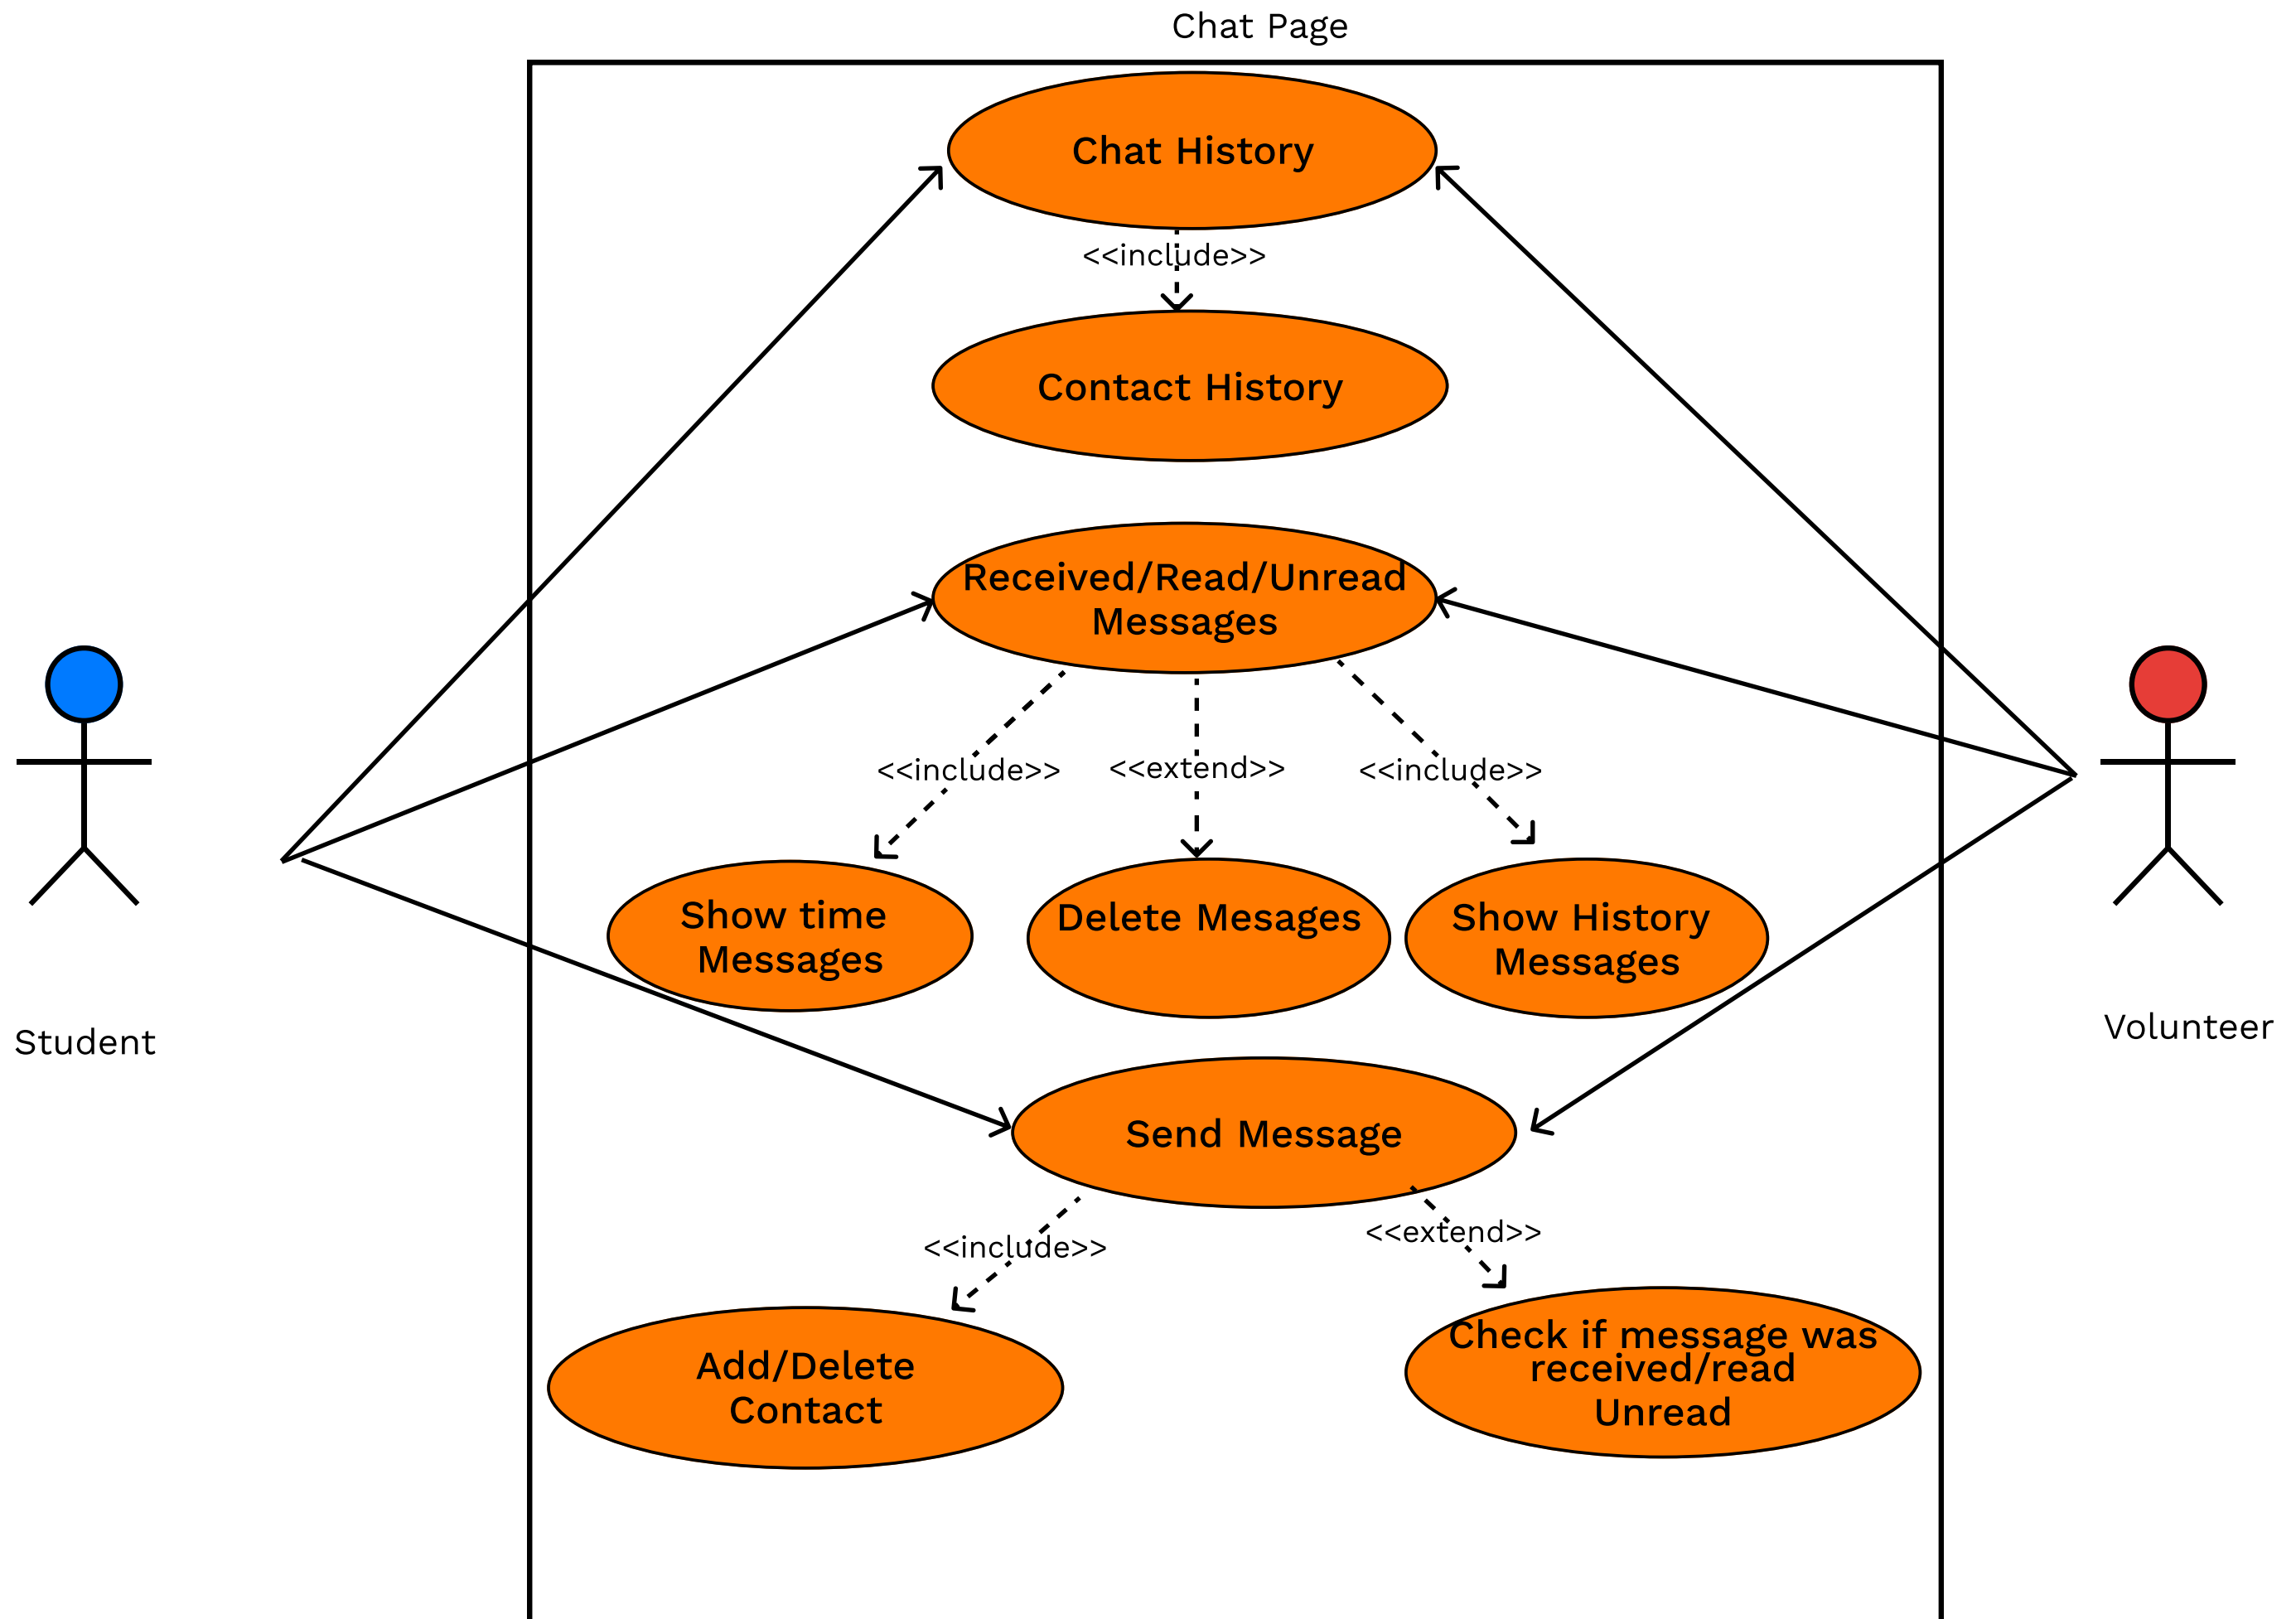 Chat Page
Chat History
<<include>>
Contact History
Received/Read/Unread
Messages
<<include>>
<<extend>>
<<include>>
Show time
Messages
Delete Mesages
Show History
Messages
Student
Volunteer
Send Message
<<include>>
<<extend>>
Add/Delete
Contact
Check if message was
received/read
Unread